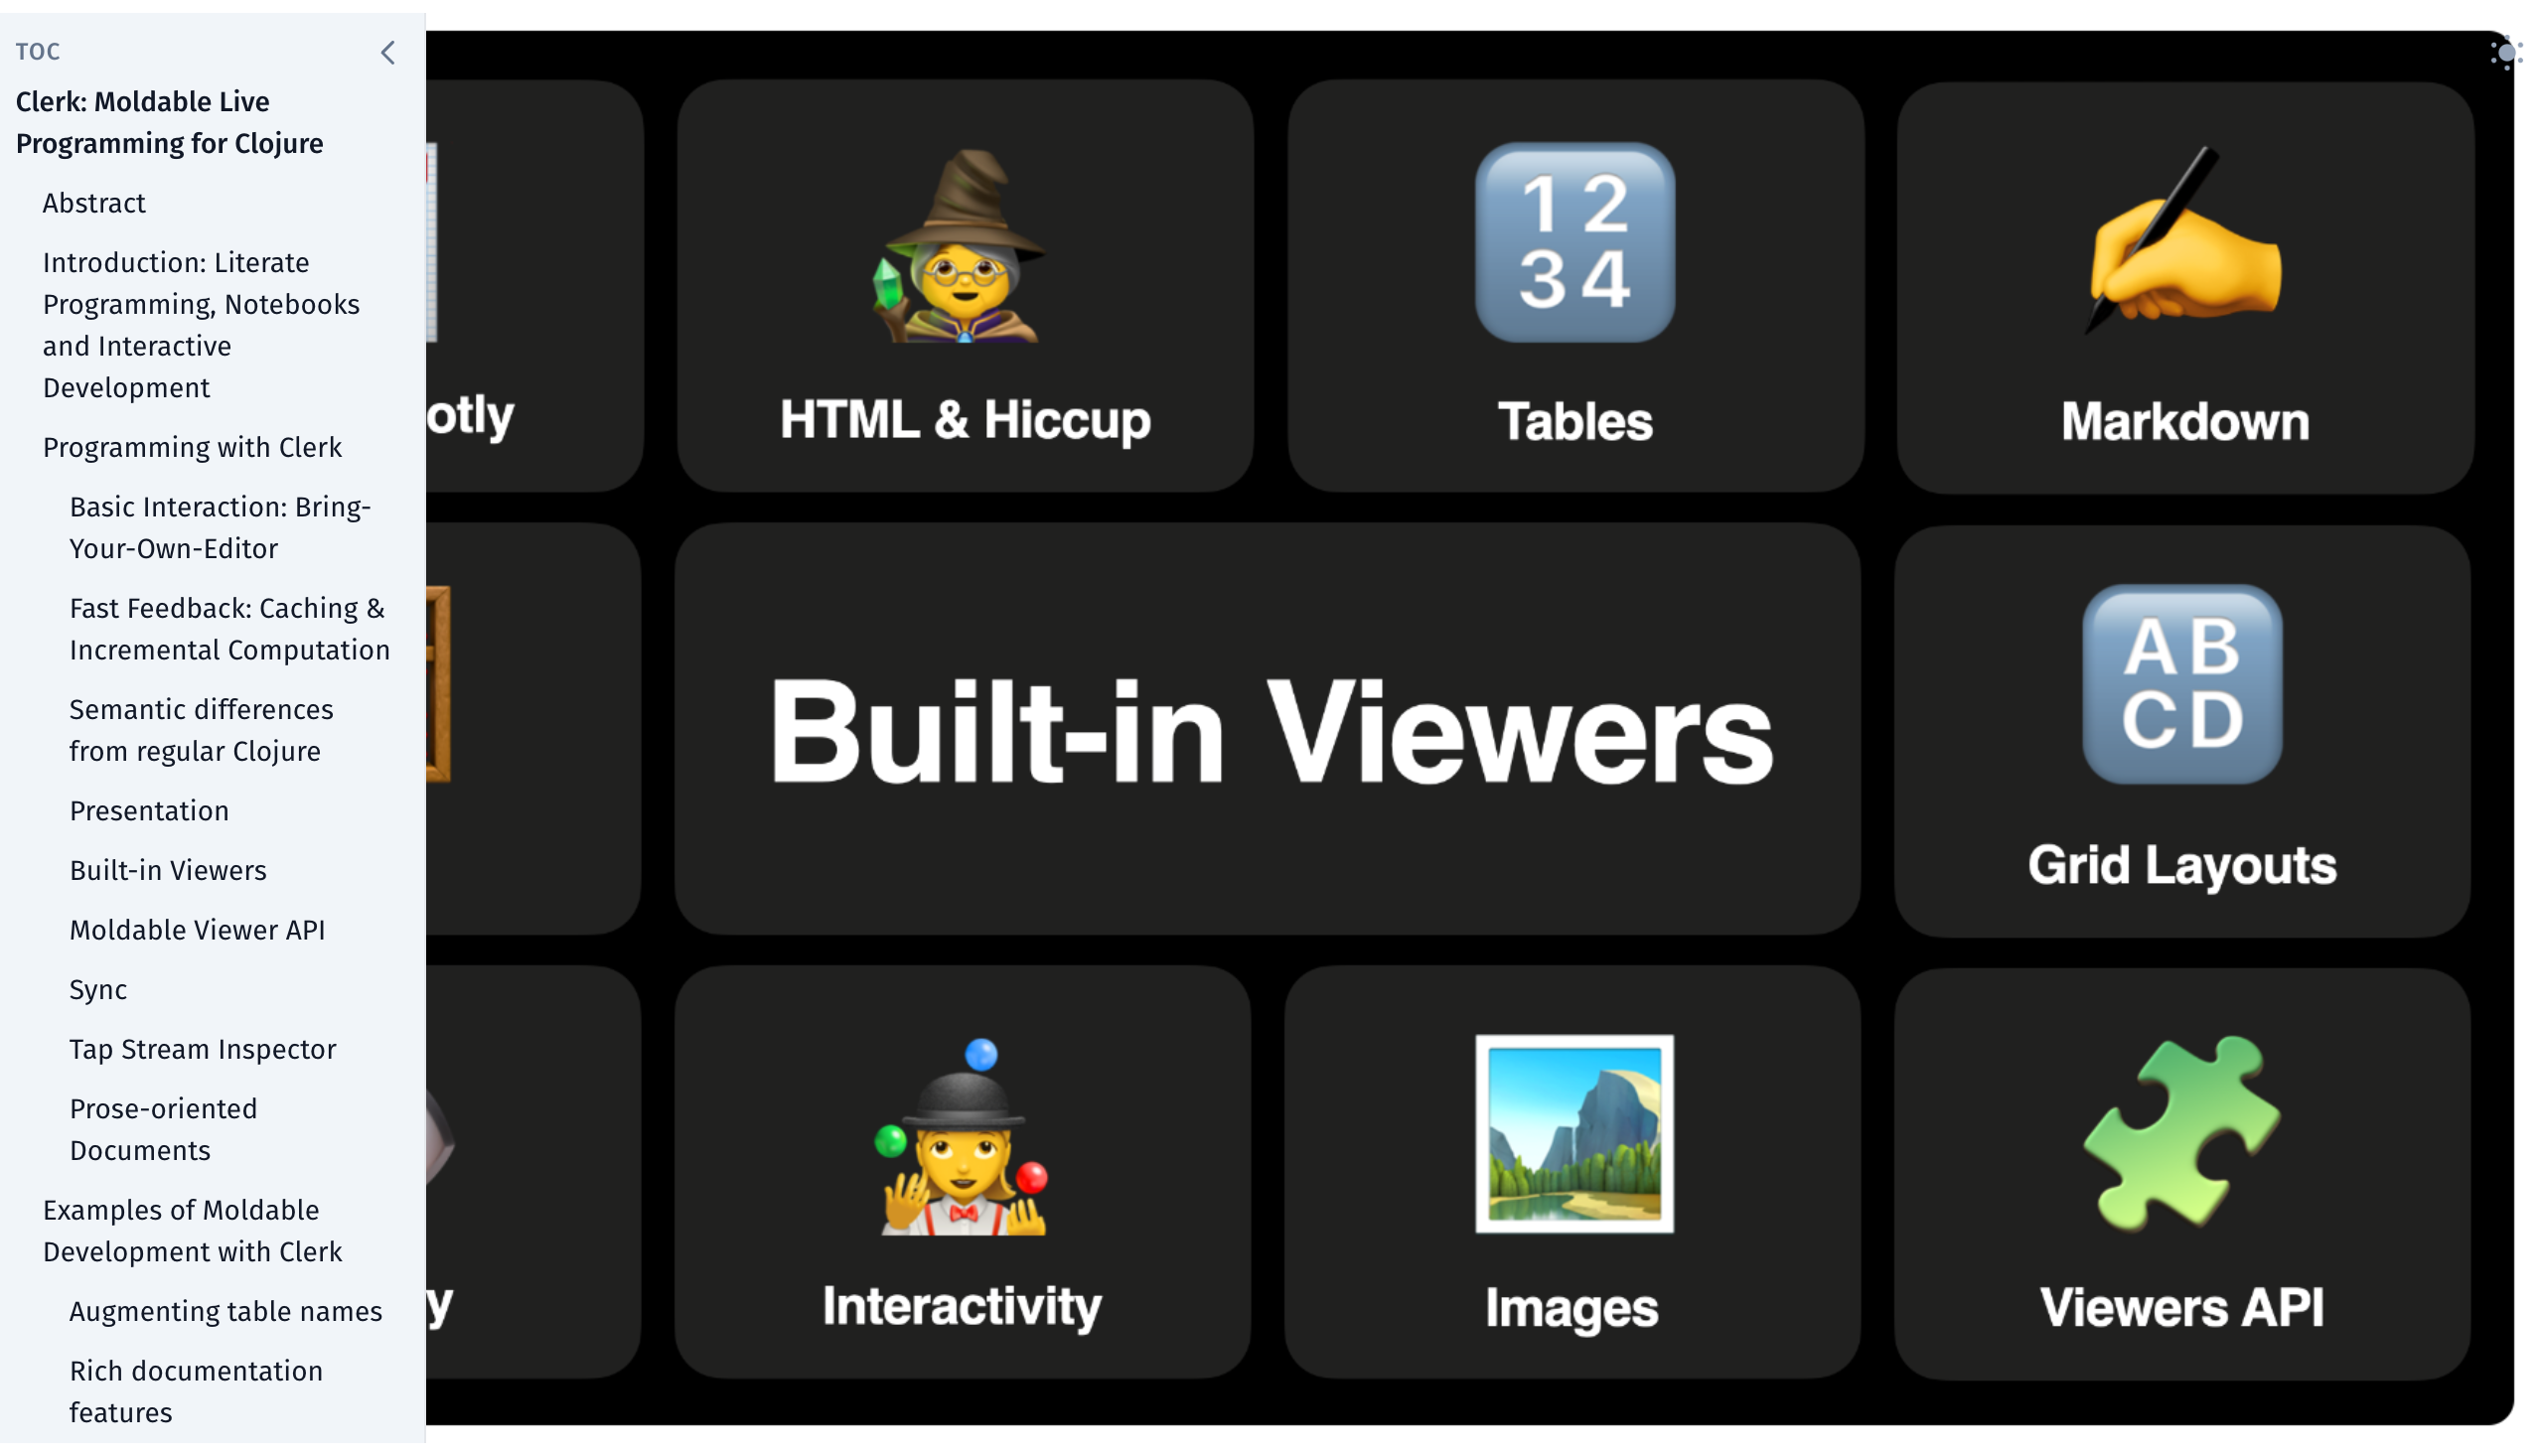 TOC
Clerk: Moldable Live
Programming for Clojure
Abstract
Introduction: Literate
Programming, Notebooks
and Interactive
Development
Programming with Clerk
Basic Interaction: Bring-
Your-Own-Editor
Fast Feedback: Caching &
Incremental Computation
Semantic differences
from regular Clojure
Presentation
Built-in Viewers
Moldable Viewer API
Sync
Tap Stream Inspector
Prose-oriented
Documents
Examples of Moldable
Development with Clerk
Augmenting table names
Rich documentation
features
otly
HTML & Hiccup
1 2
3 4
Tables
Markdown
Built-in Viewers
A B
C D
Grid Layouts
y
Interactivity
Images
Viewers API